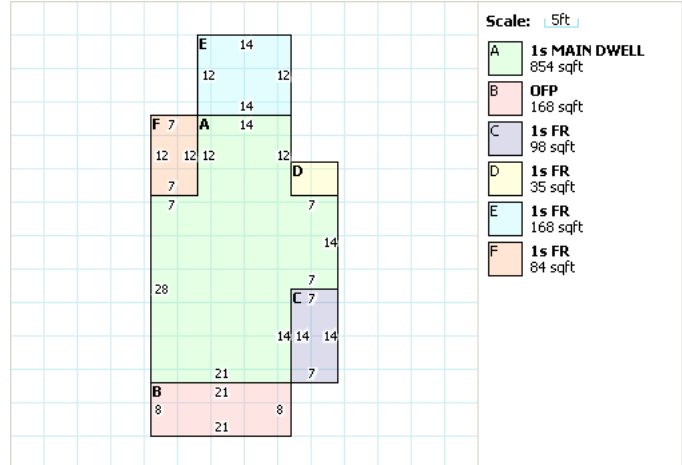 Scale: 5ft
A 1s MAIN DWELL
854 sqft
B OFP
168 sqft
C 1s FR
98 sqft
D 1s FR
35 sqft
E 1s FR
168 sqft
F 1s FR
84 sqft
E 14
12 12
14
F 7 A 14
12 12 12 12
D
7
7 7
14
7
28 C 7
14 14 14
21 7
B 21
8 8
21